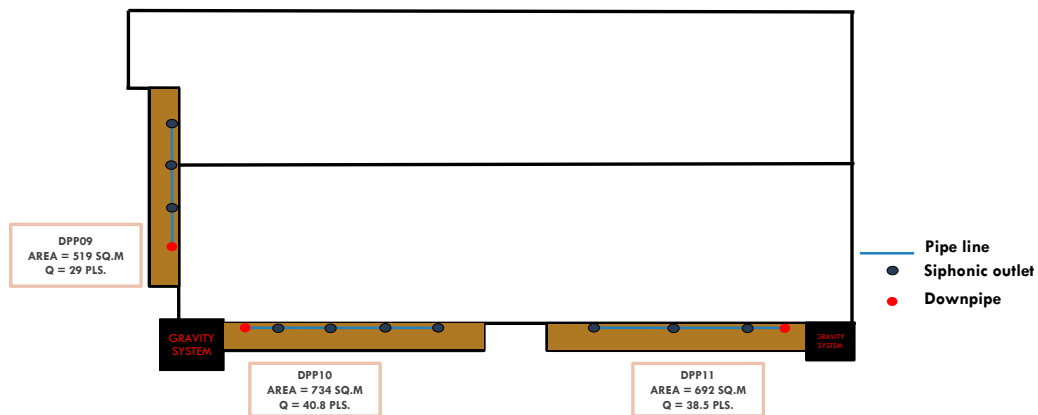 DPP09
AREA = 519 SQ.M
Q = 29 PLS.
Pipe line
Siphonic outlet
Downpipe
GRAVITY
SYSTEM
GRAVITY
SYSTEM
DPP10
AREA = 734 SQ.M
Q = 40.8 PLS.
DPP11
AREA = 692 SQ.M
Q = 38.5 PLS.